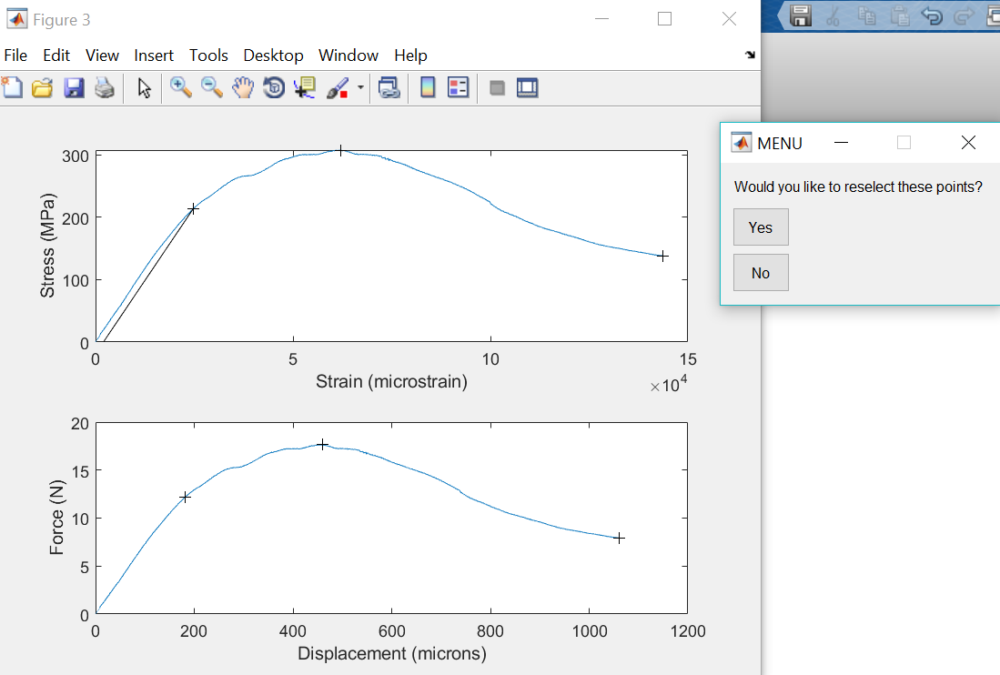 Figure 3
File Edit View Insert Tools Desktop Window Help
300
200
100
0
Stress (MPa)
0 5 10 15
Strain (microstrain)
×10^4
20
15
10
5
0
Force (N)
0 200 400 600 800 1000 1200
Displacement (microns)
MENU
Would you like to reselect these points?
Yes
No